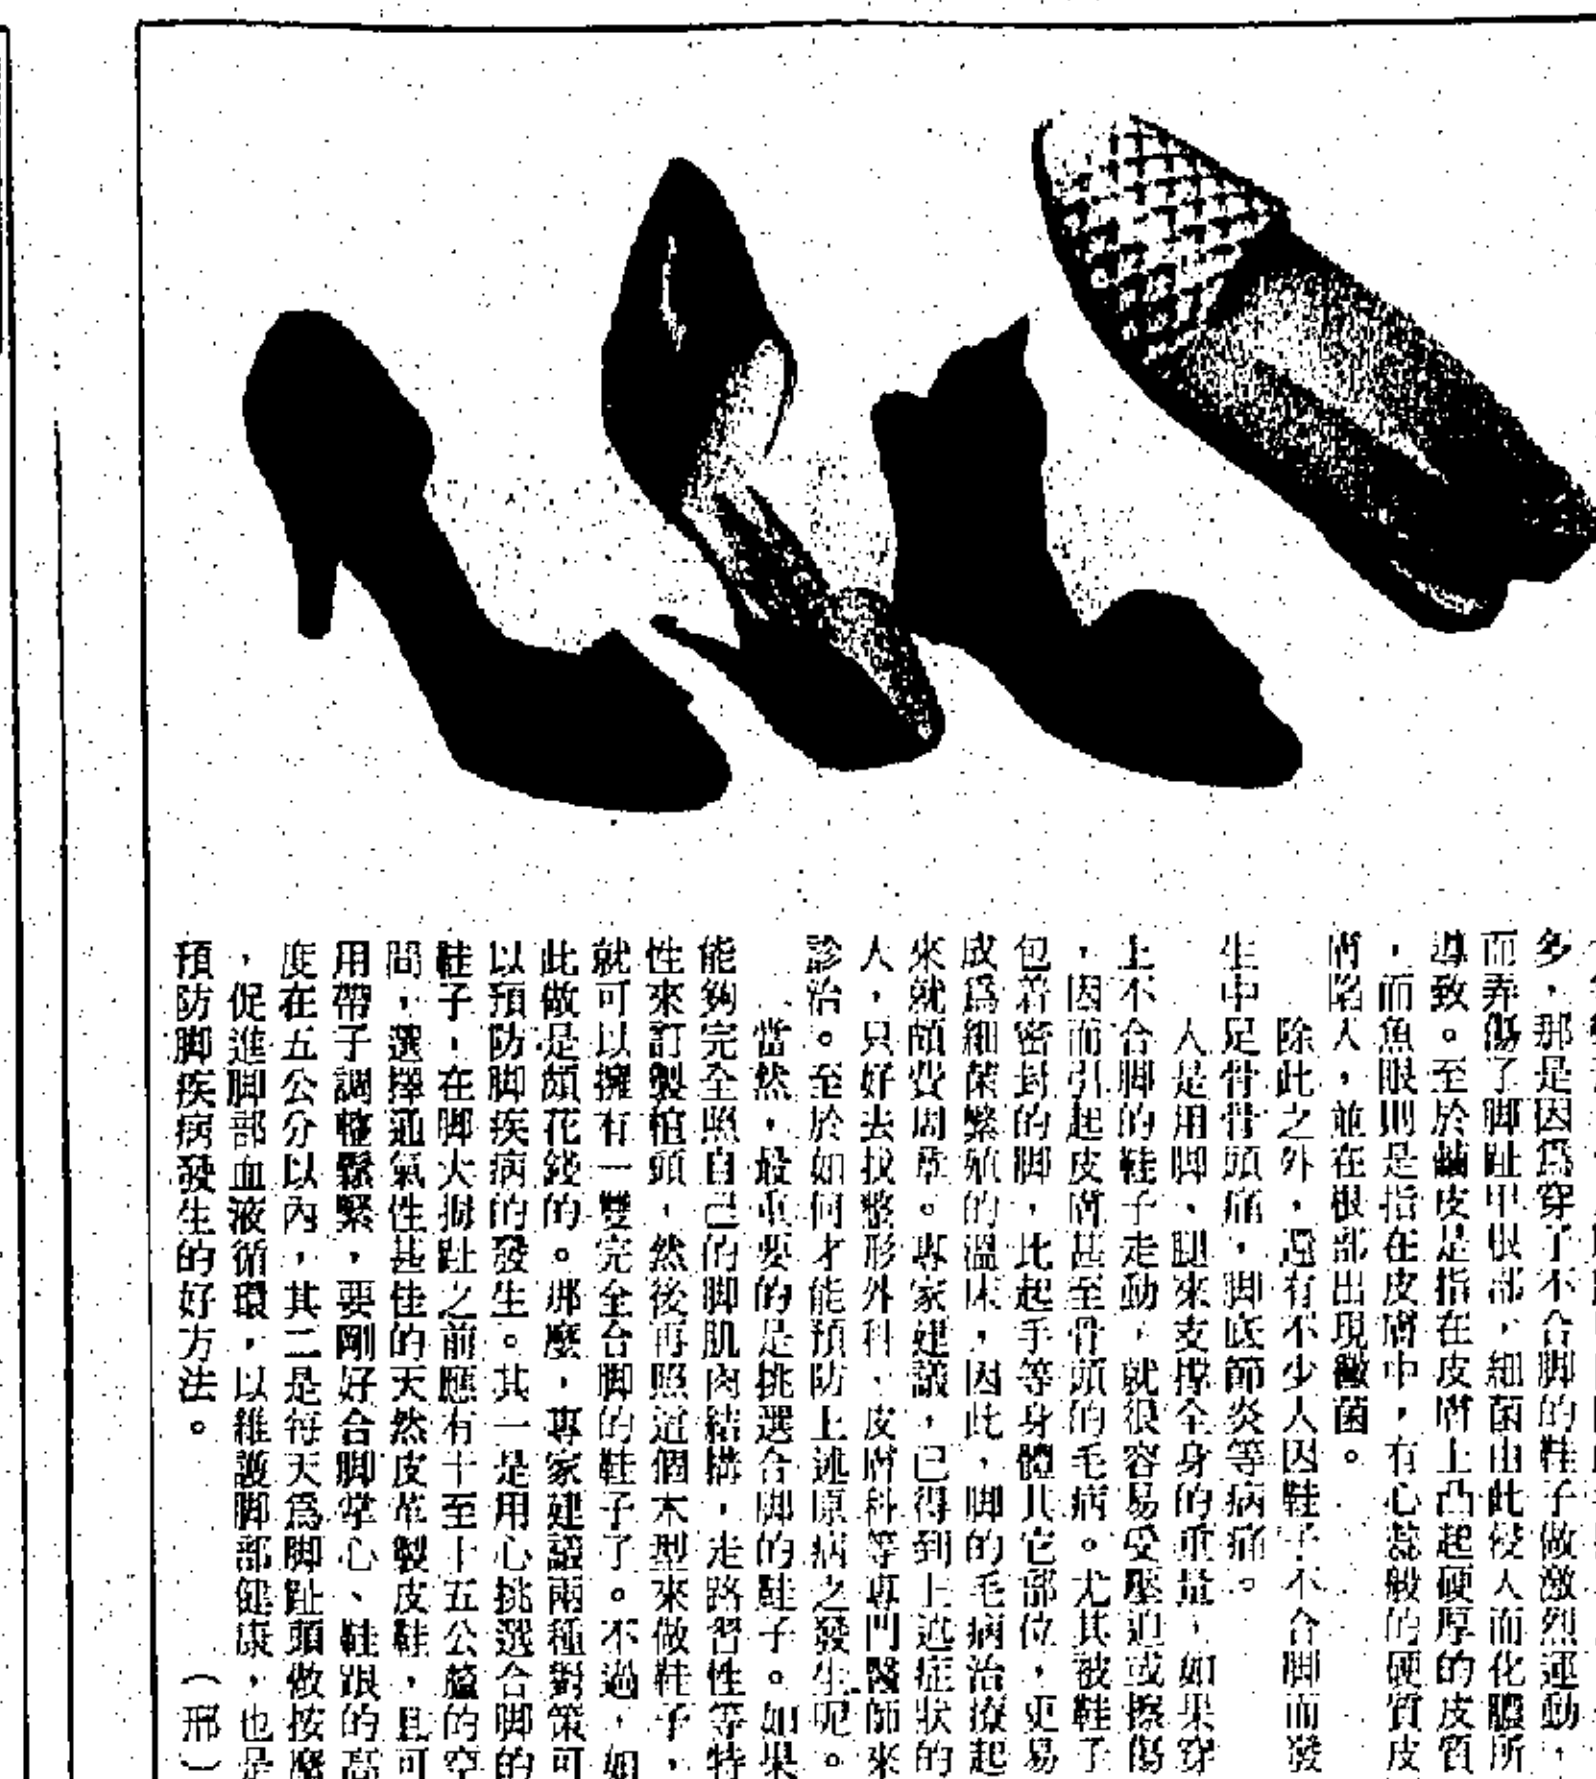 多，那是因爲穿了不合脚的鞋子做激烈運動，
而弄傷了脚趾甲根部，細菌由此侵入而化膿所
導致。至於繭皮是指在皮膚上凸起硬厚的皮質
，而魚眼則是指在皮膚中，有心蕊般的硬質皮
膚陷入，並在根部出現黴菌。
除此之外，還有不少人因鞋子不合脚而發
生中足骨骨頭痛，脚底節炎等病痛。
人是用脚、腿來支撐全身的重量，如果穿
上不合脚的鞋子走動，就很容易受壓迫或擦傷
，因而引起皮膚甚至骨頭的毛病。尤其被鞋子
包着密封的脚，比起手等身體其它部位，更易
成爲細菌繁殖的溫床，因此，脚的毛病治療起
來就頗費周章。專家建議，已得到上述症狀的
人，只好去找整形外科、皮膚科等專門醫師來
診治。至於如何才能預防上述原病之發生呢。
當然，最重要的是挑選合脚的鞋子。如果
能夠完全照自己的脚肌肉結構，走路習性等特
性來訂製楦頭，然後再照這個木型來做鞋子，
就可以擁有一雙完全合脚的鞋子了。不過，如
此做是頗花錢的。那麼，專家建議兩種對策可
以預防脚疾病的發生。其一是用心挑選合脚的
鞋子，在脚大拇趾之前應有十至十五公釐的空
間，選擇通氣性甚佳的天然皮革製皮鞋，且可
用帶子調整鬆緊，要剛好合脚掌心、鞋跟的高
度在五公分以內，其二是每天爲脚趾頭做按摩
，促進脚部血液循環，以維護脚部健康，也是
預防脚疾病發生的好方法。（邢）